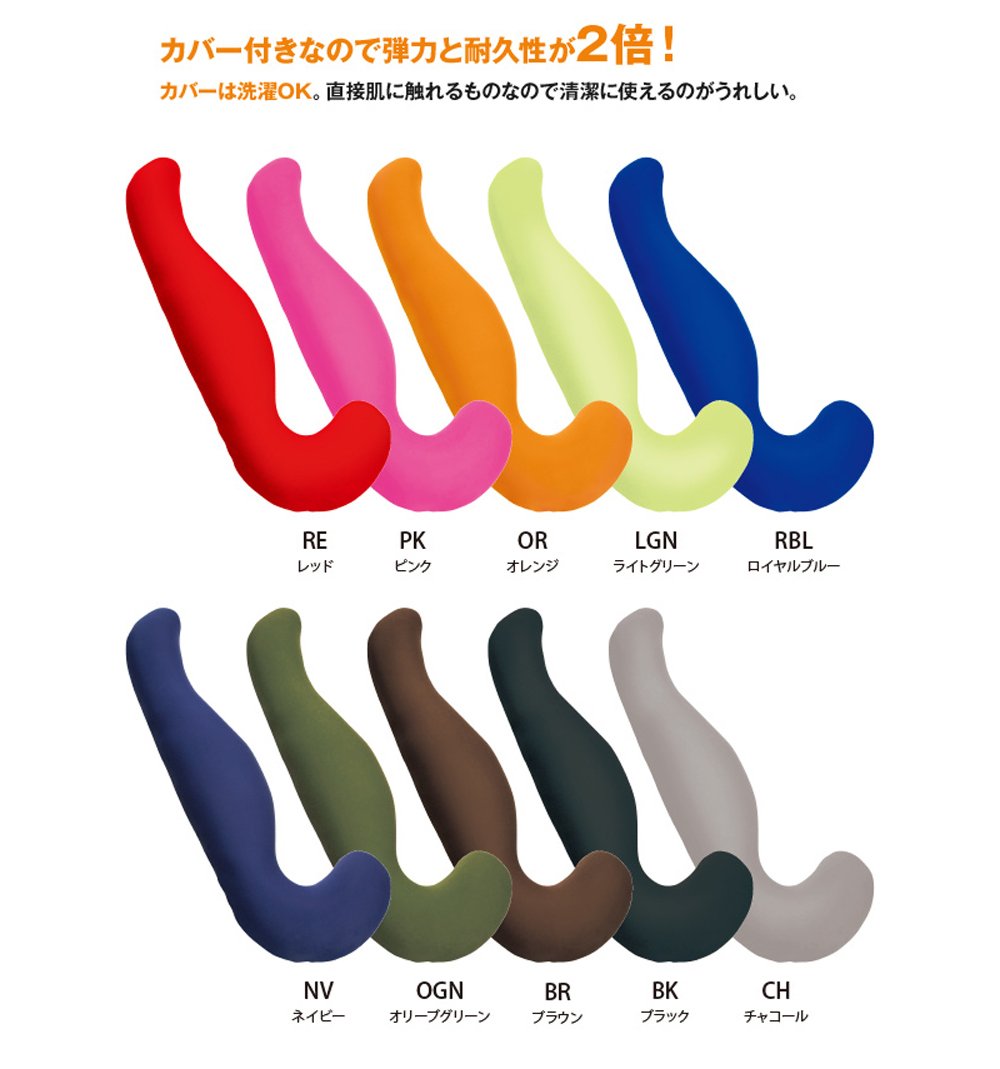 カバー付きなので弾力と耐久性が2倍！
カバーは洗濯OK。直接肌に触れるものなので清潔に使えるのがうれしい。
RE PK OR LGN RBL
レッド ピンク オレンジ ライトグリーン ロイヤルブルー
NV OGN BR BK CH
ネイビー オリーブグリーン ブラウン ブラック チャコール